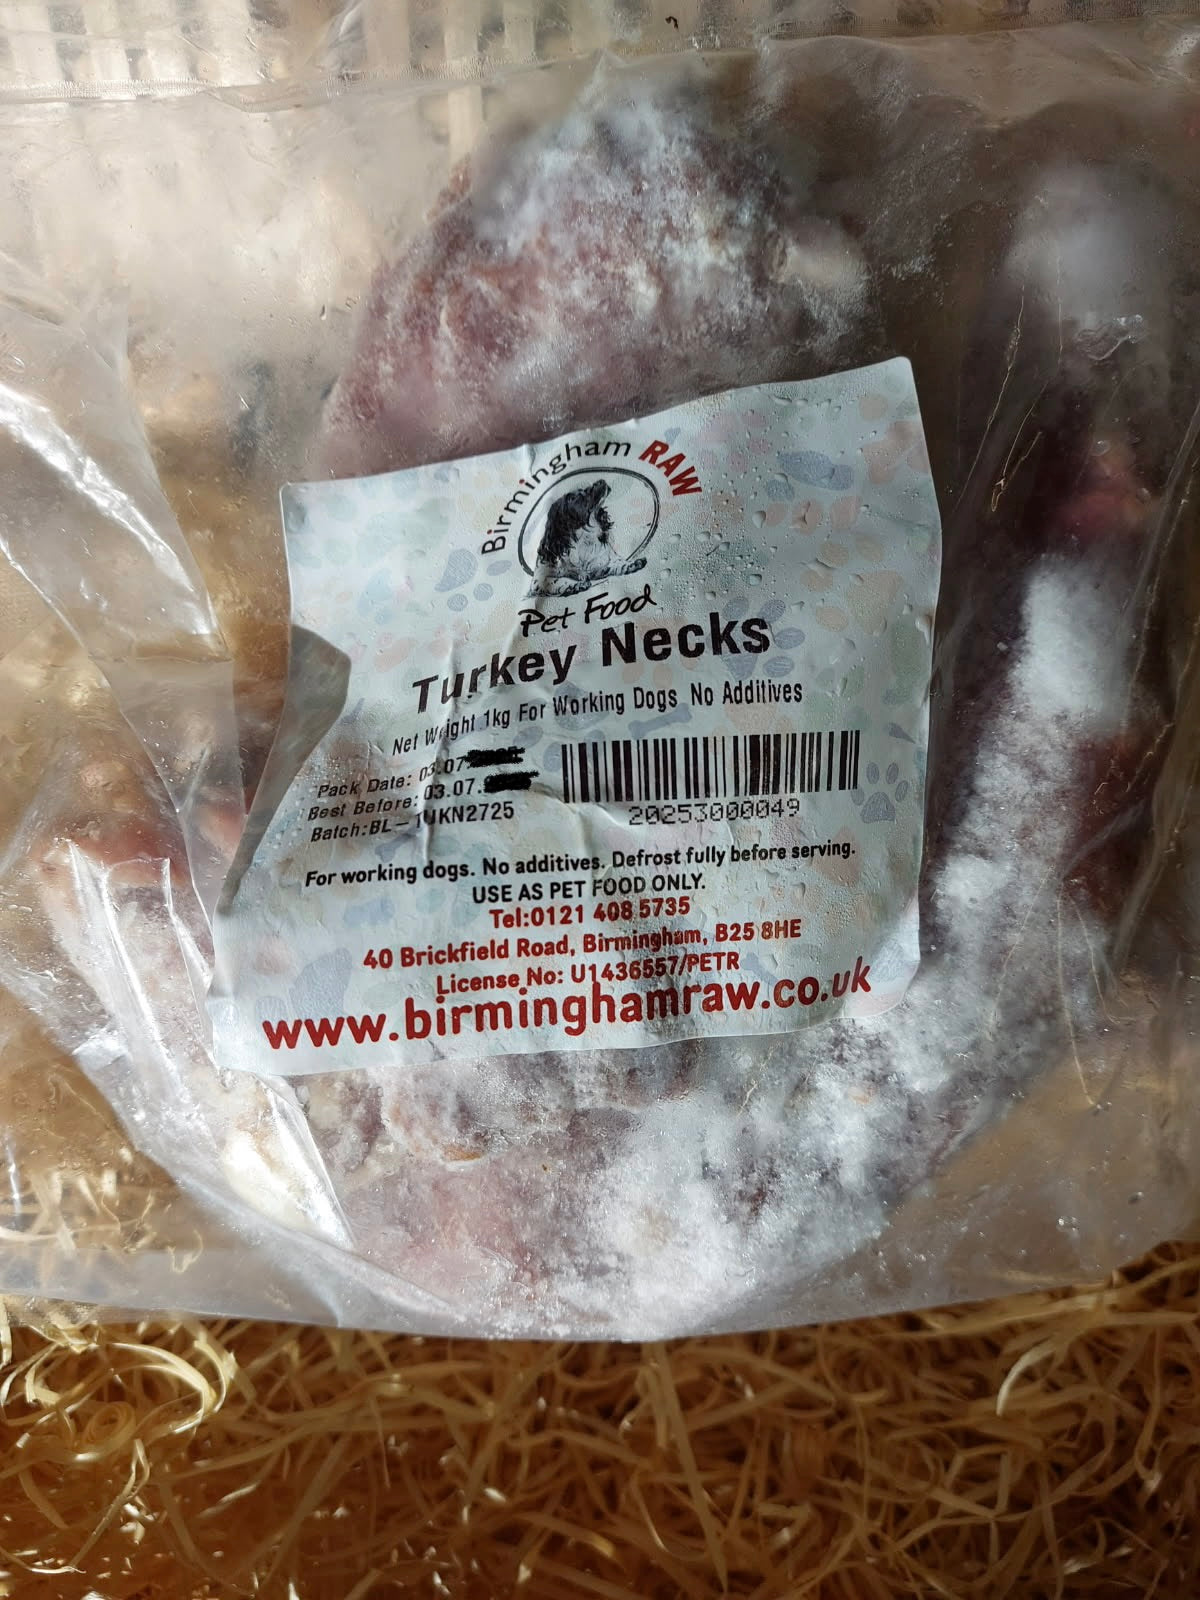 Birmingham RAW
Pet Food
Turkey Necks
Net Weight 1kg For Working Dogs No Additives
Pack Date: 03.07
Best Before: 03.07.
Batch:BL-1UKN2725
20253000049
For working dogs. No additives. Defrost fully before serving.
USE AS PET FOOD ONLY.
Tel:0121 408 5735
40 Brickfield Road, Birmingham, B25 8HE
License No: U1436557/PETR
www.birminghamraw.co.uk